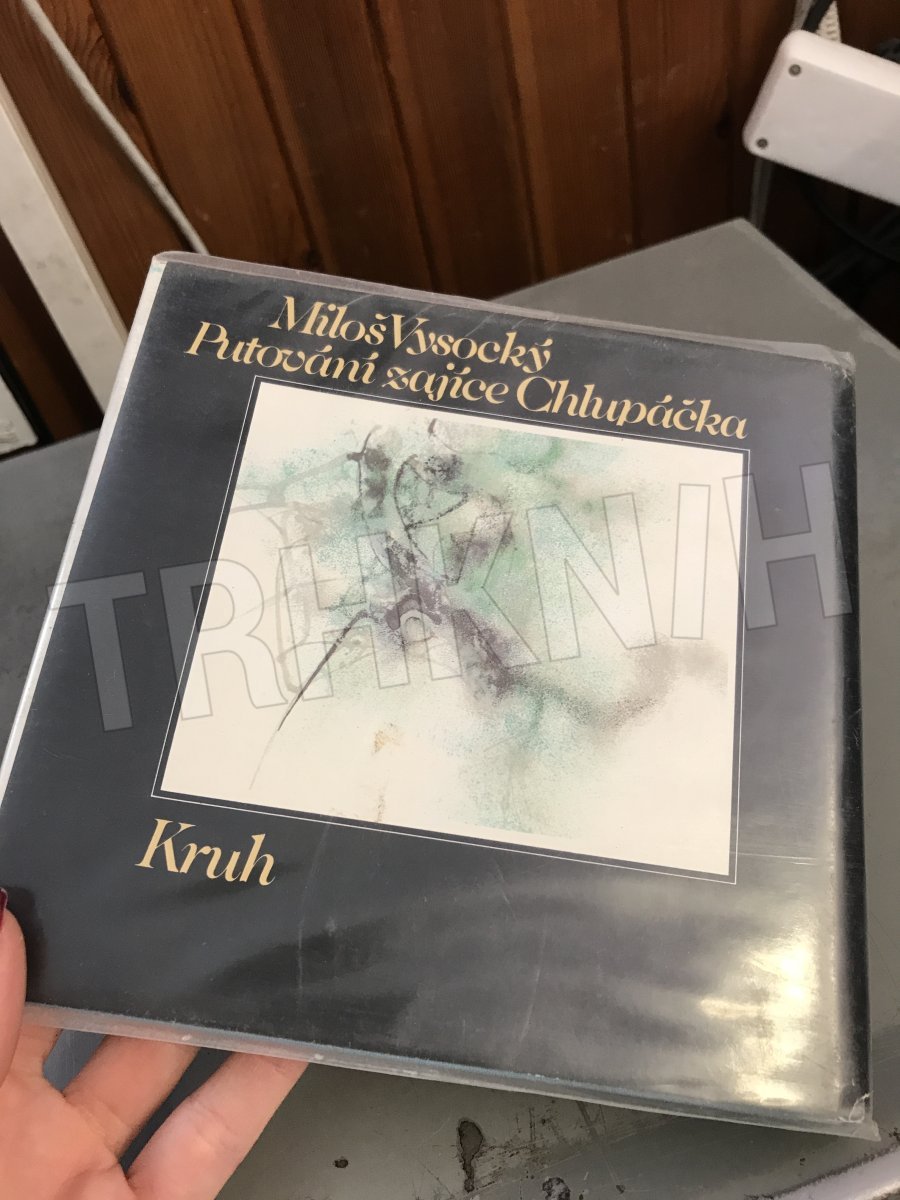 Miloš Vysocký
Putování zajíce Chlupáčka
TRHKNIH
Kruh